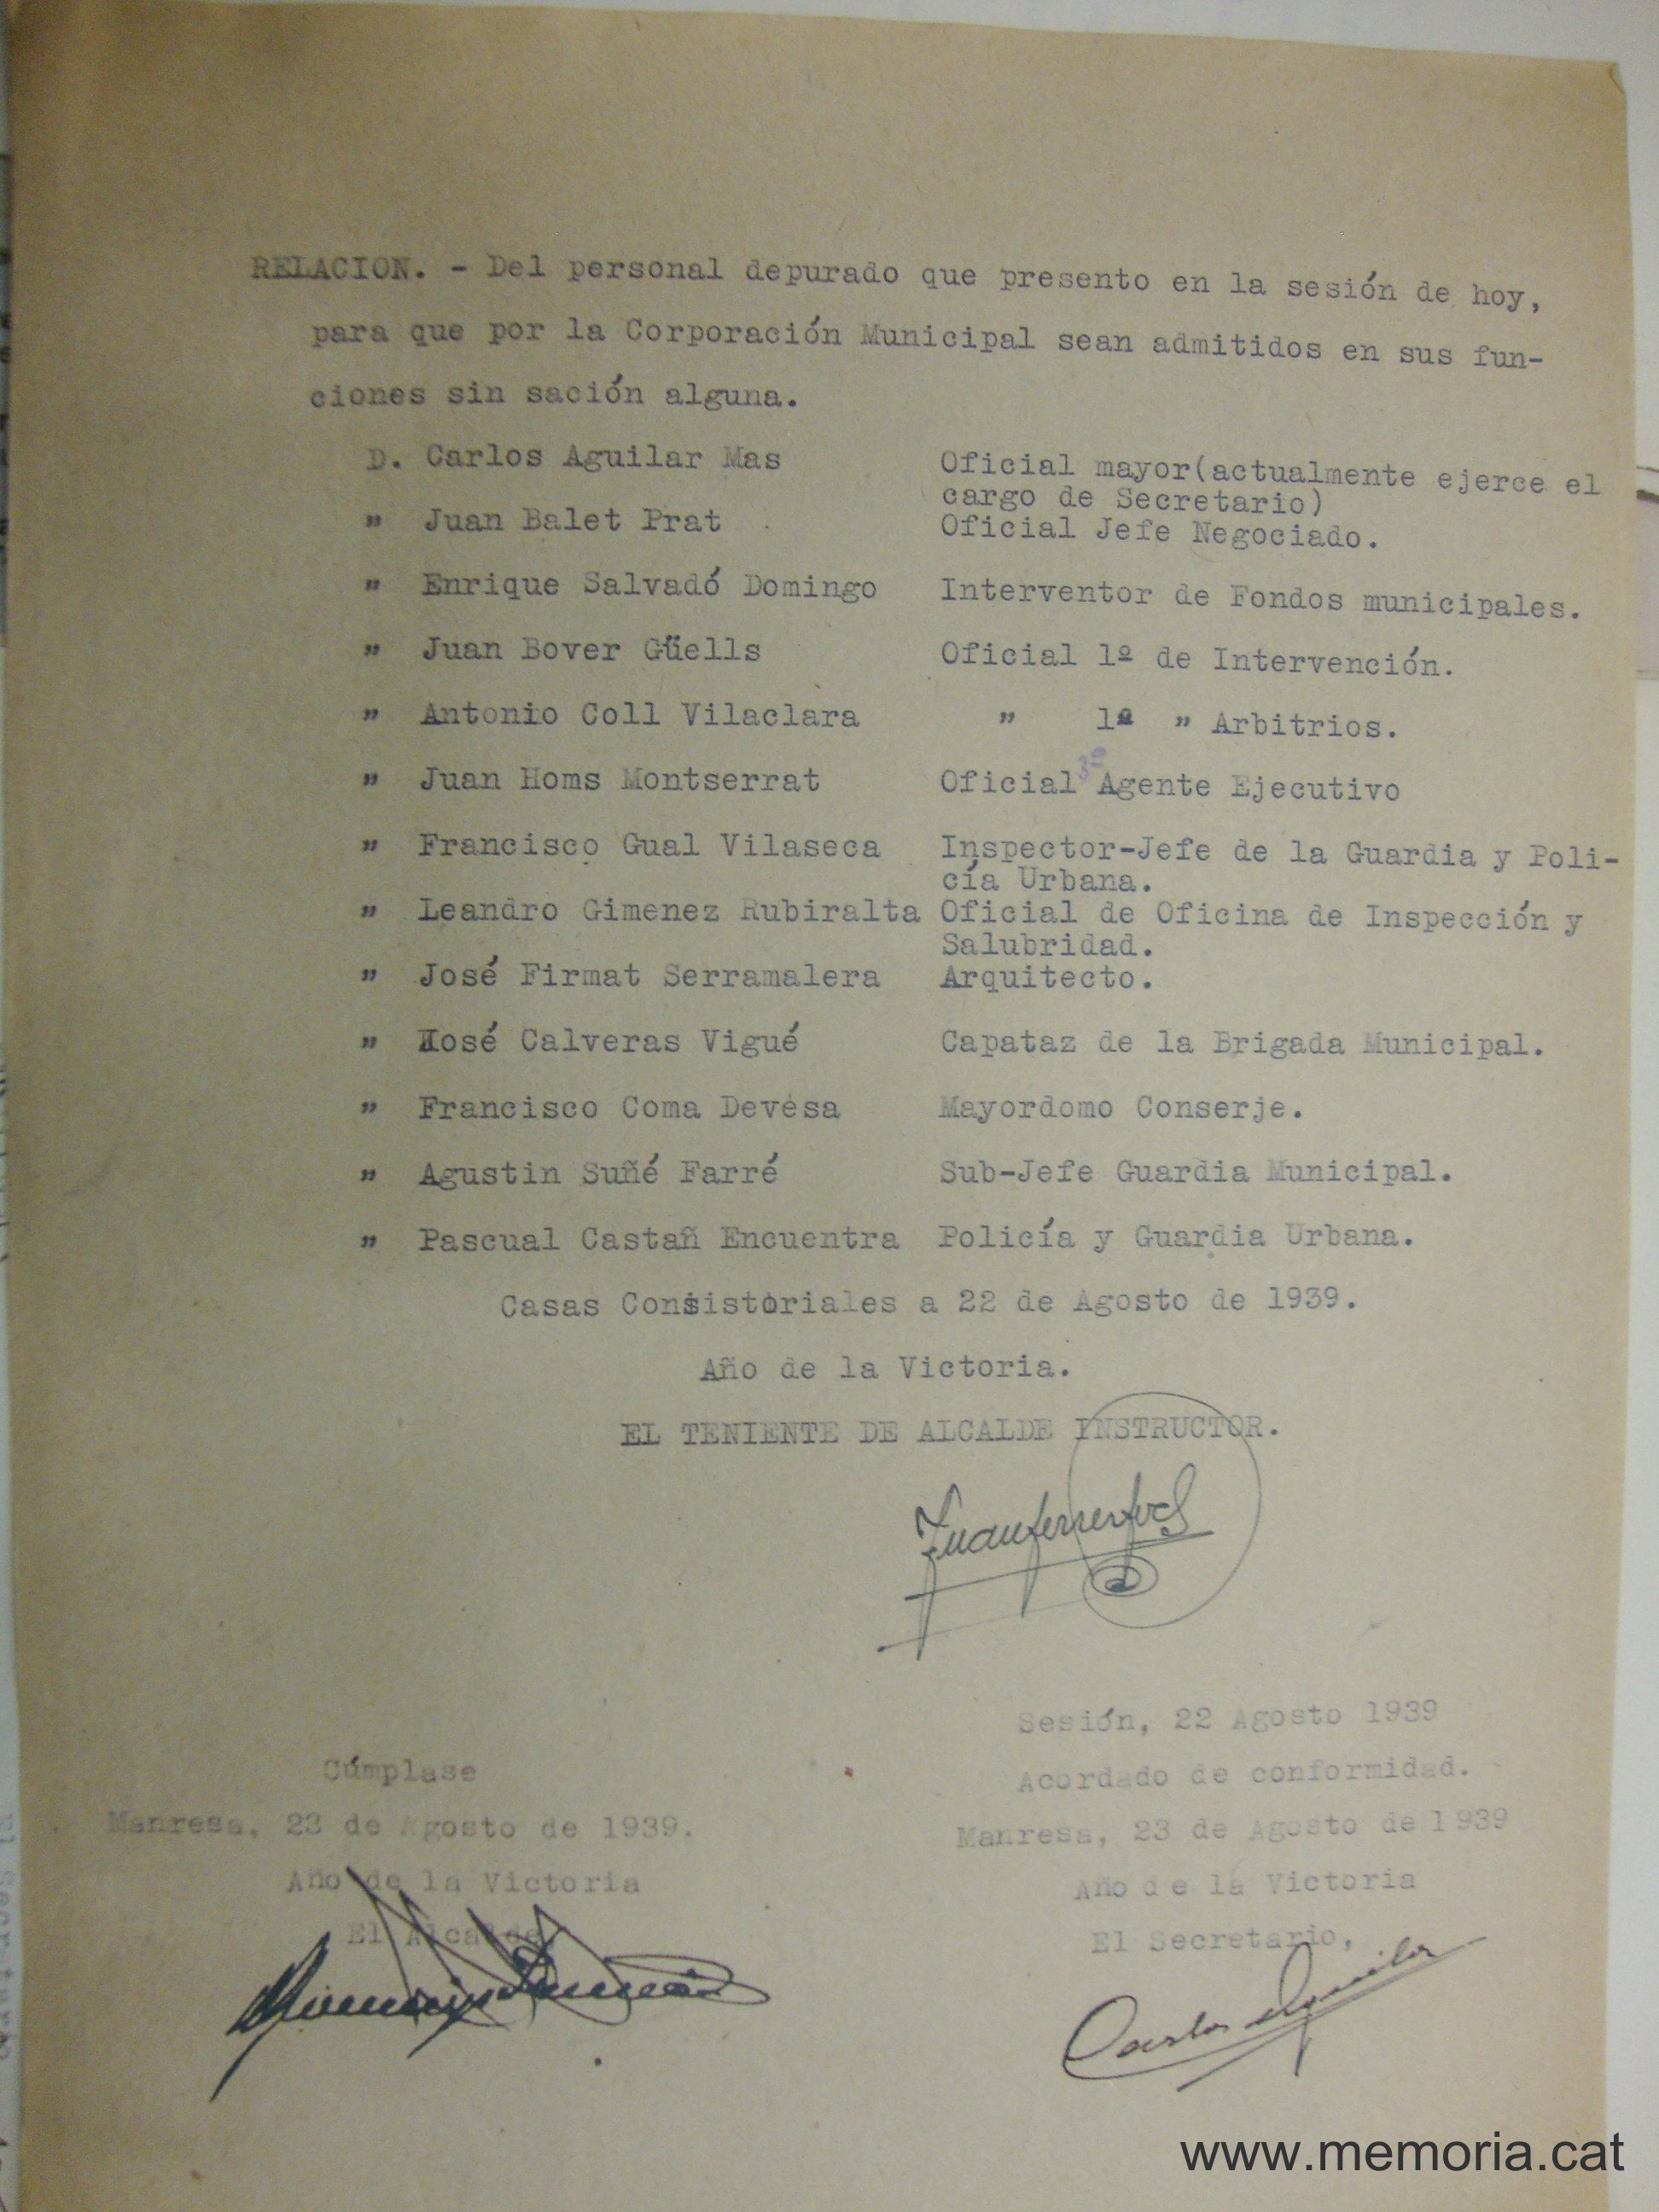 RELACION. - Del personal depurado que presento en la sesión de hoy,
para que por la Corporación Municipal sean admitidos en sus fun-
ciones sin sación alguna.
D. Carlos Aguilar Mas Oficial mayor(actualmente ejerce el
cargo de Secretario)
" Juan Balet Prat Oficial Jefe Negociado.
" Enrique Salvadó Domingo Interventor de Fondos municipales.
" Juan Bover Güells Oficial 1º de Intervención.
" Antonio Coll Vilaclara " 1º " Arbitrios.
" Juan Homs Montserrat Oficial 3º Agente Ejecutivo
" Francisco Gual Vilaseca Inspector-Jefe de la Guardia y Poli-
cía Urbana.
" Leandro Gimenez Rubiralta Oficial de Oficina de Inspección y
Salubridad.
" José Firmat Serramalera Arquitecto.
" José Calveras Vigué Capataz de la Brigada Municipal.
" Francisco Coma Devesa Mayordomo Conserje.
" Agustin Suñé Farré Sub-Jefe Guardia Municipal.
" Pascual Castañ Encuentra Policía y Guardia Urbana.
Casas Consistoriales a 22 de Agosto de 1939.
Año de la Victoria.
EL TENIENTE DE ALCALDE INSTRUCTOR.
Sesión, 22 Agosto 1939
Acordado de conformidad.
Manresa, 23 de Agosto de 1939
Año de la Victoria
El Secretario,
Carlos Aguilar
Cúmplase
Manresa, 23 de Agosto de 1939.
Año de la Victoria
El Alcalde
www.memoria.cat